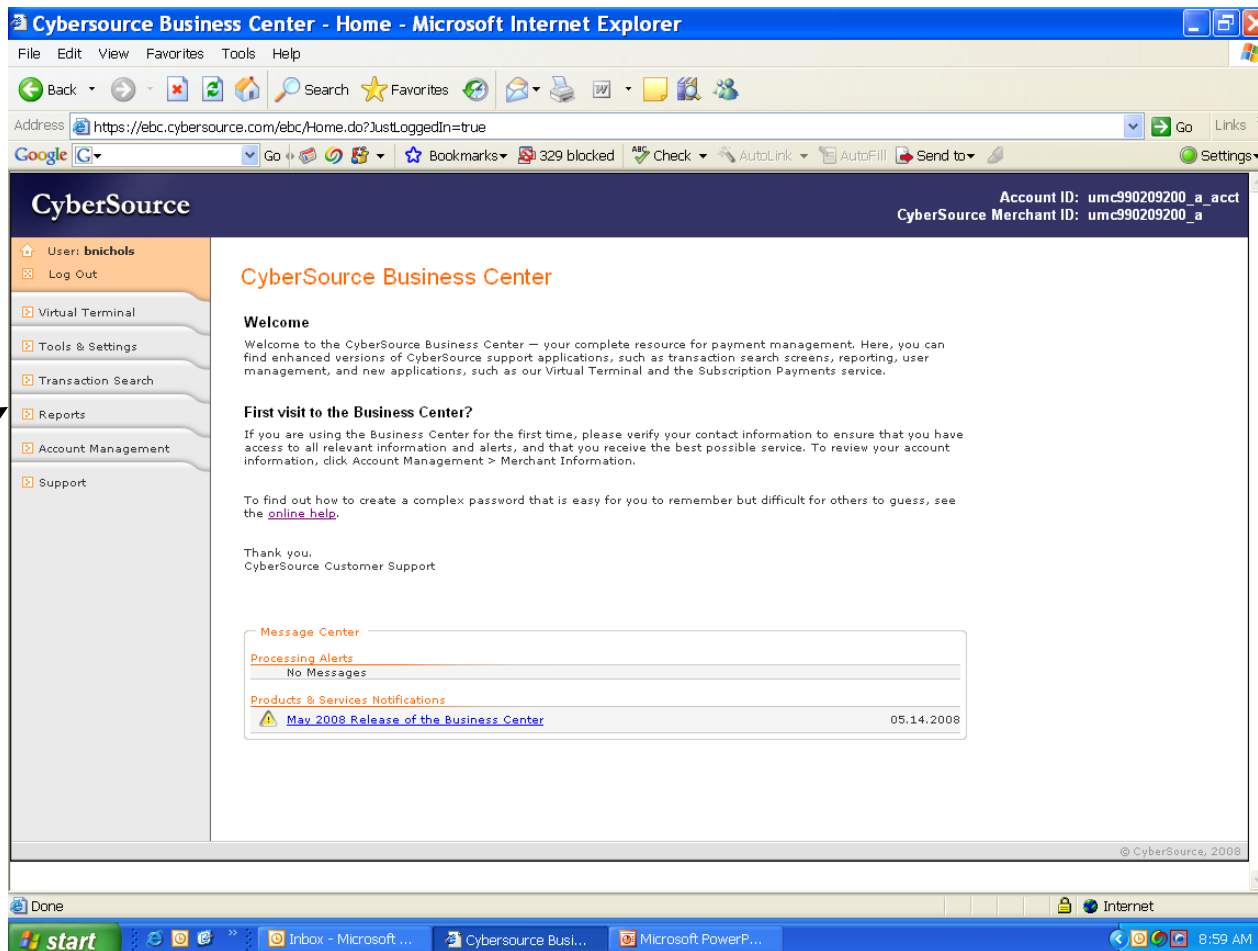 Cybersource Business Center - Home - Microsoft Internet Explorer
File Edit View Favorites Tools Help
Back Search Favorites
Address https://ebc.cybersource.com/ebc/Home.do?JustLoggedIn=true Go Links
Google G Go Bookmarks 329 blocked ABC Check AutoLink AutoFill Send to Settings
CyberSource
Account ID: umc990209200_a_acct
CyberSource Merchant ID: umc990209200_a
User: bnichols
Log Out
Virtual Terminal
Tools & Settings
Transaction Search
Reports
Account Management
Support
CyberSource Business Center
Welcome
Welcome to the CyberSource Business Center — your complete resource for payment management. Here, you can
find enhanced versions of CyberSource support applications, such as transaction search screens, reporting, user
management, and new applications, such as our Virtual Terminal and the Subscription Payments service.
First visit to the Business Center?
If you are using the Business Center for the first time, please verify your contact information to ensure that you have
access to all relevant information and alerts, and that you receive the best possible service. To review your account
information, click Account Management > Merchant Information.
To find out how to create a complex password that is easy for you to remember but difficult for others to guess, see
the online help.
Thank you.
CyberSource Customer Support
Message Center
Processing Alerts
No Messages
Products & Services Notifications
May 2008 Release of the Business Center 05.14.2008
© CyberSource, 2008
Done Internet
start Inbox - Microsoft ... Cybersource Busi... Microsoft PowerP... 8:59 AM